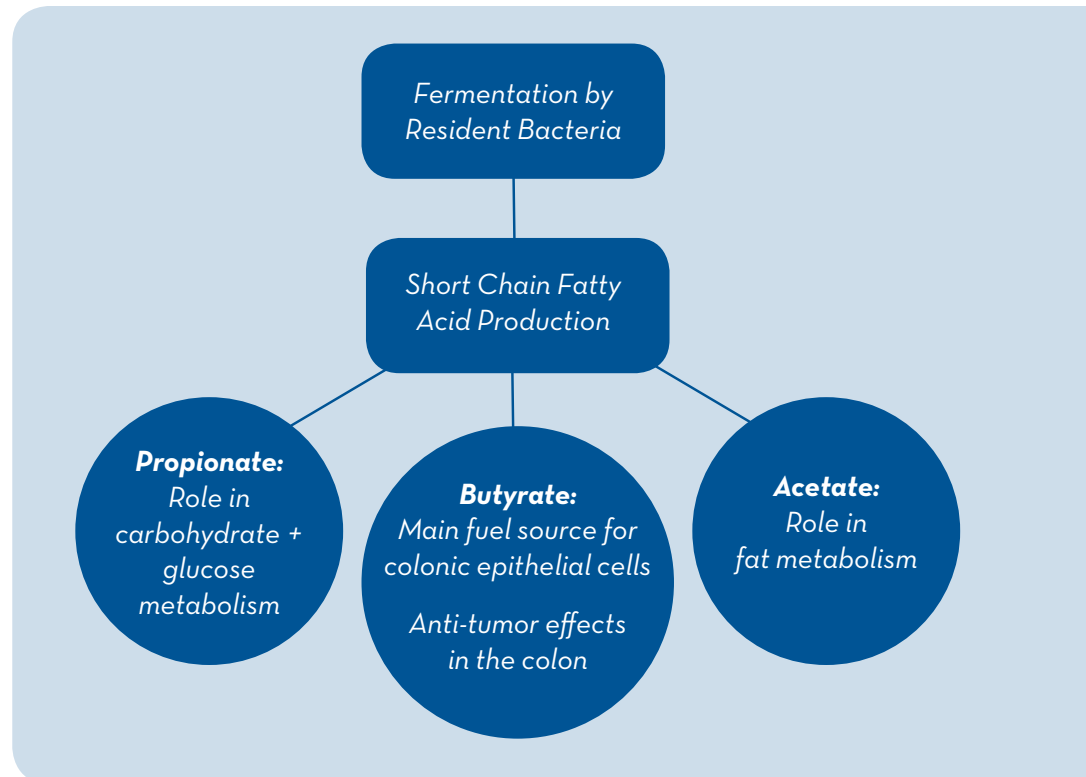 Fermentation by
Resident Bacteria
Short Chain Fatty
Acid Production
Propionate:
Role in
carbohydrate +
glucose
metabolism
Butyrate:
Main fuel source for
colonic epithelial cells
Anti-tumor effects
in the colon
Acetate:
Role in
fat metabolism